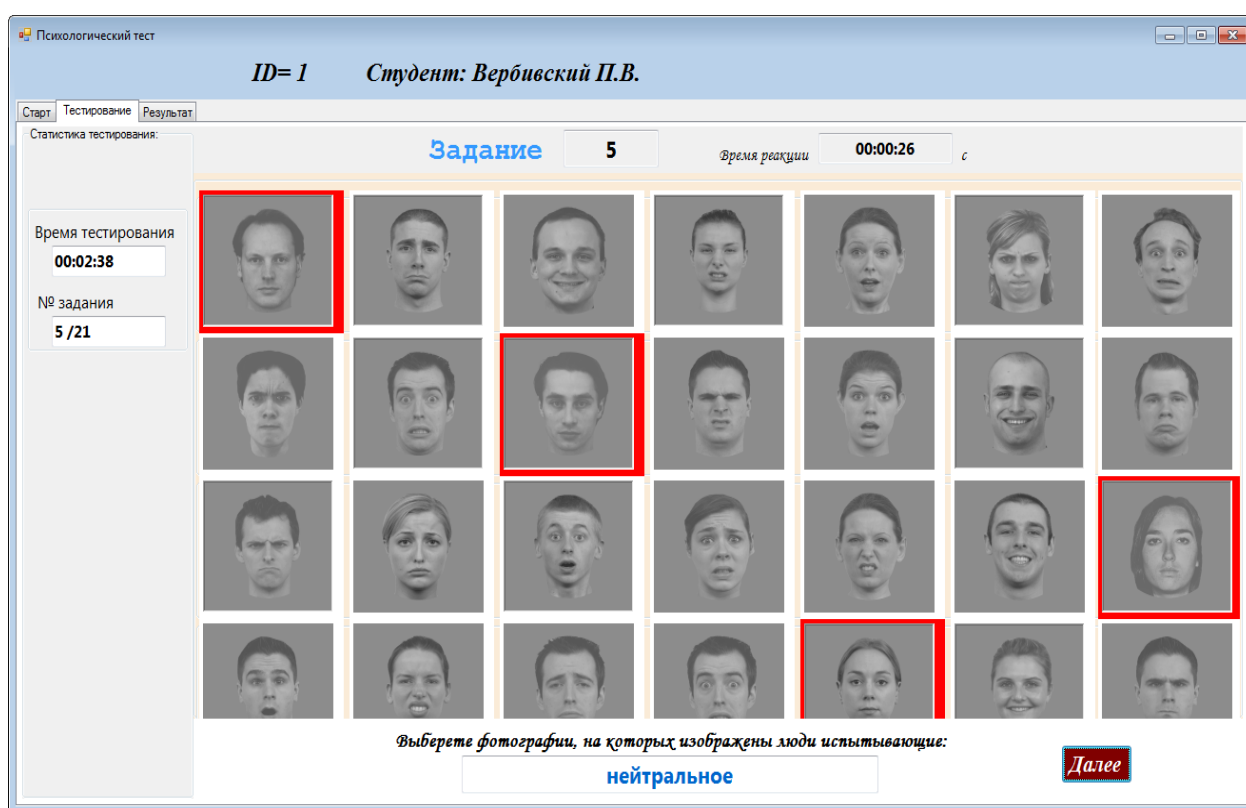 Психологический тест
ID= 1 Студент: Вербивский П.В.
Старт Тестирование Результат
Статистика тестирования:
Задание 5 Время реакции 00:00:26 с
Время тестирования
00:02:38
№ задания
5 /21
Выберете фотографии, на которых изображены люди испытывающие:
нейтральное
Далее